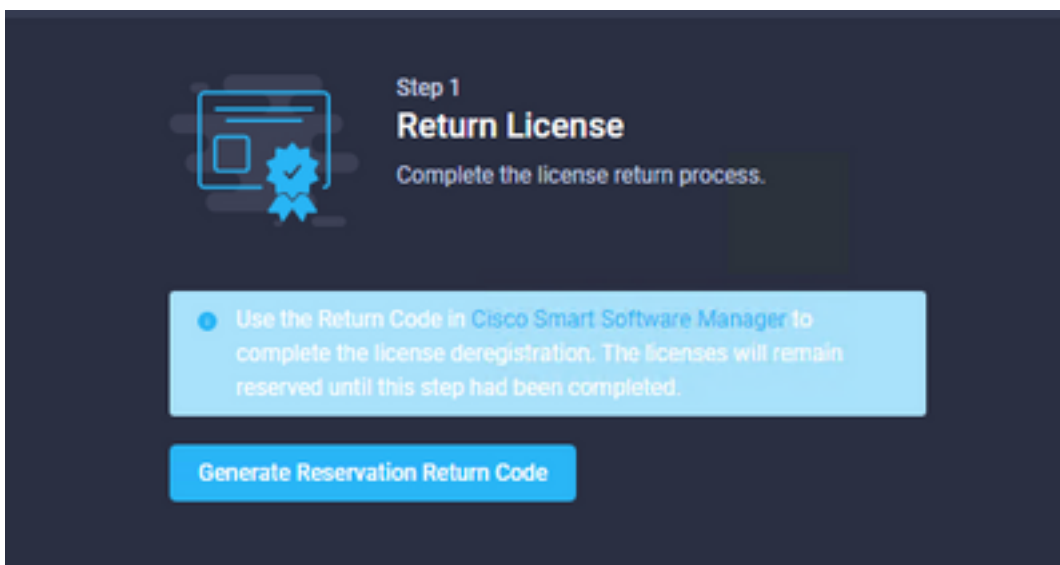 Step 1
Return License
Complete the license return process.
Use the Return Code in Cisco Smart Software Manager to
complete the license deregistration. The licenses will remain
reserved until this step had been completed.
Generate Reservation Return Code